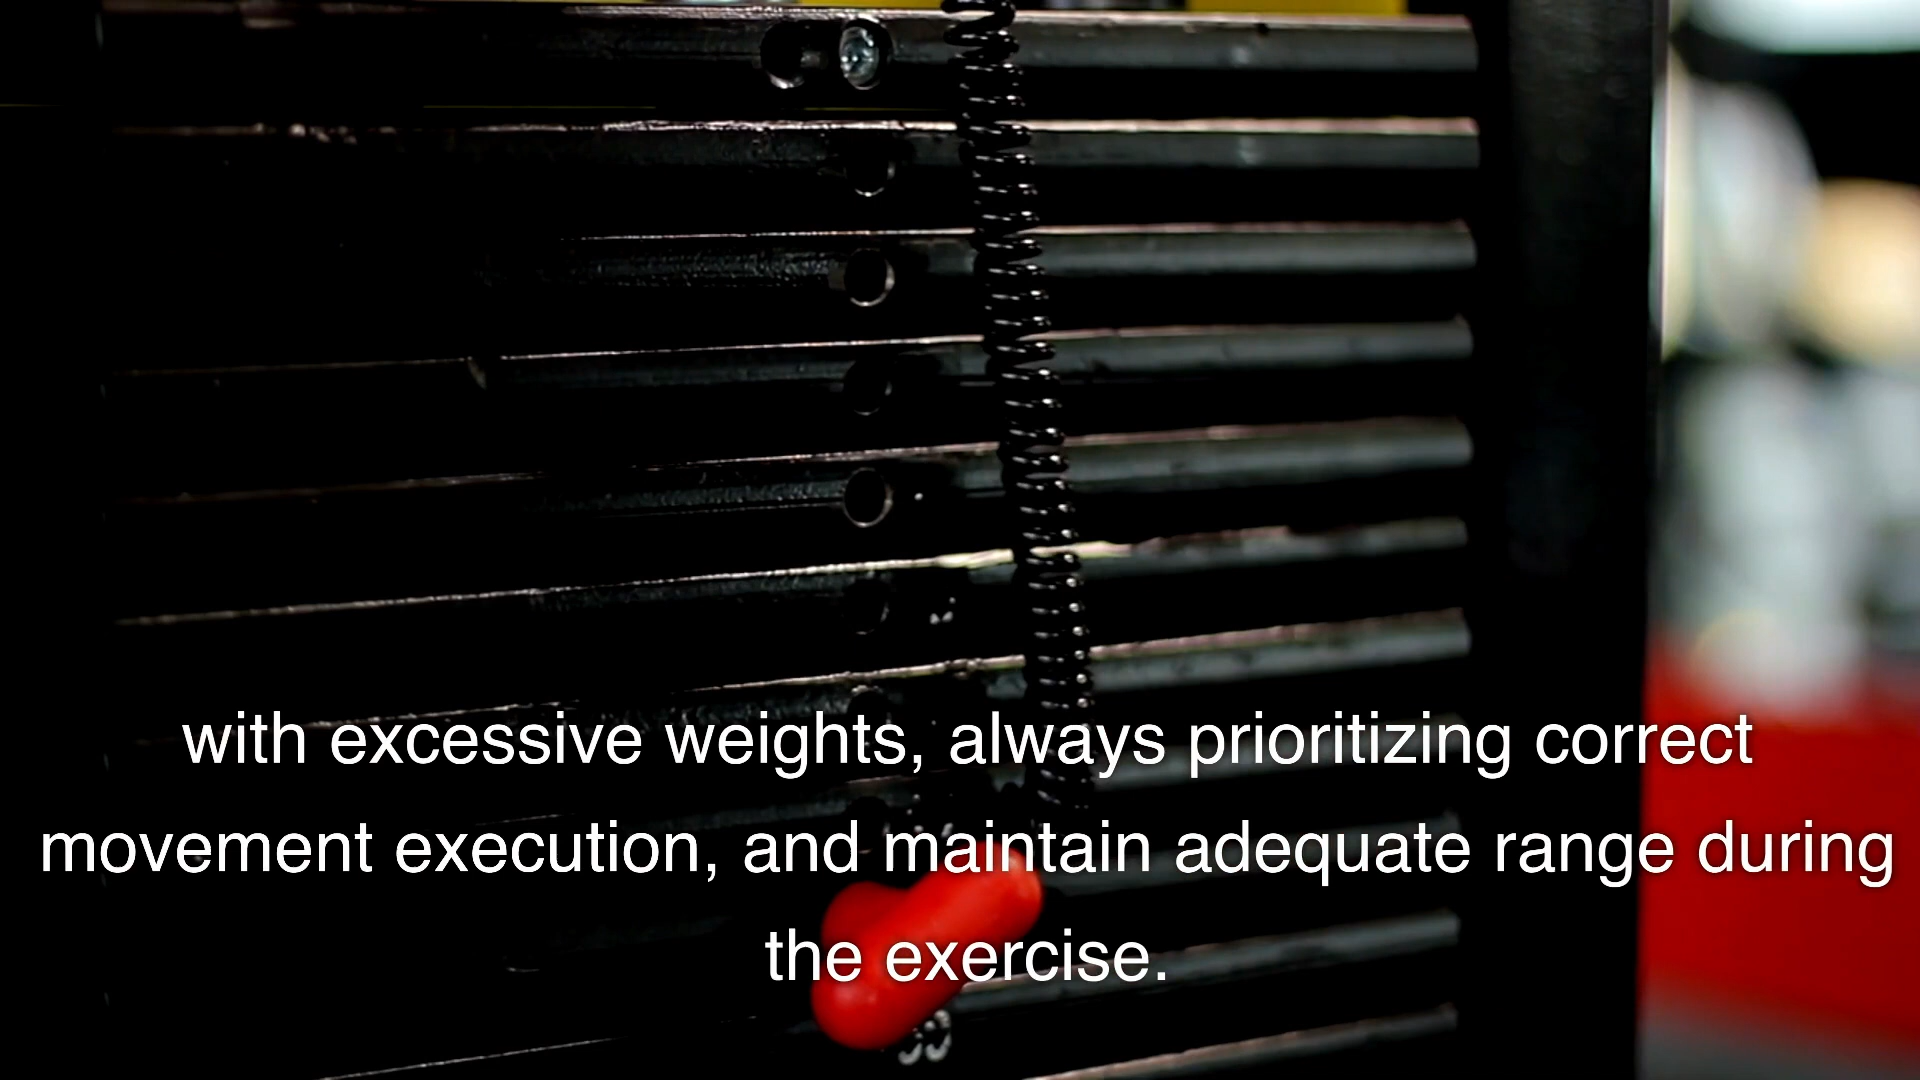 with excessive weights, always prioritizing correct
movement execution, and maintain adequate range during
the exercise.